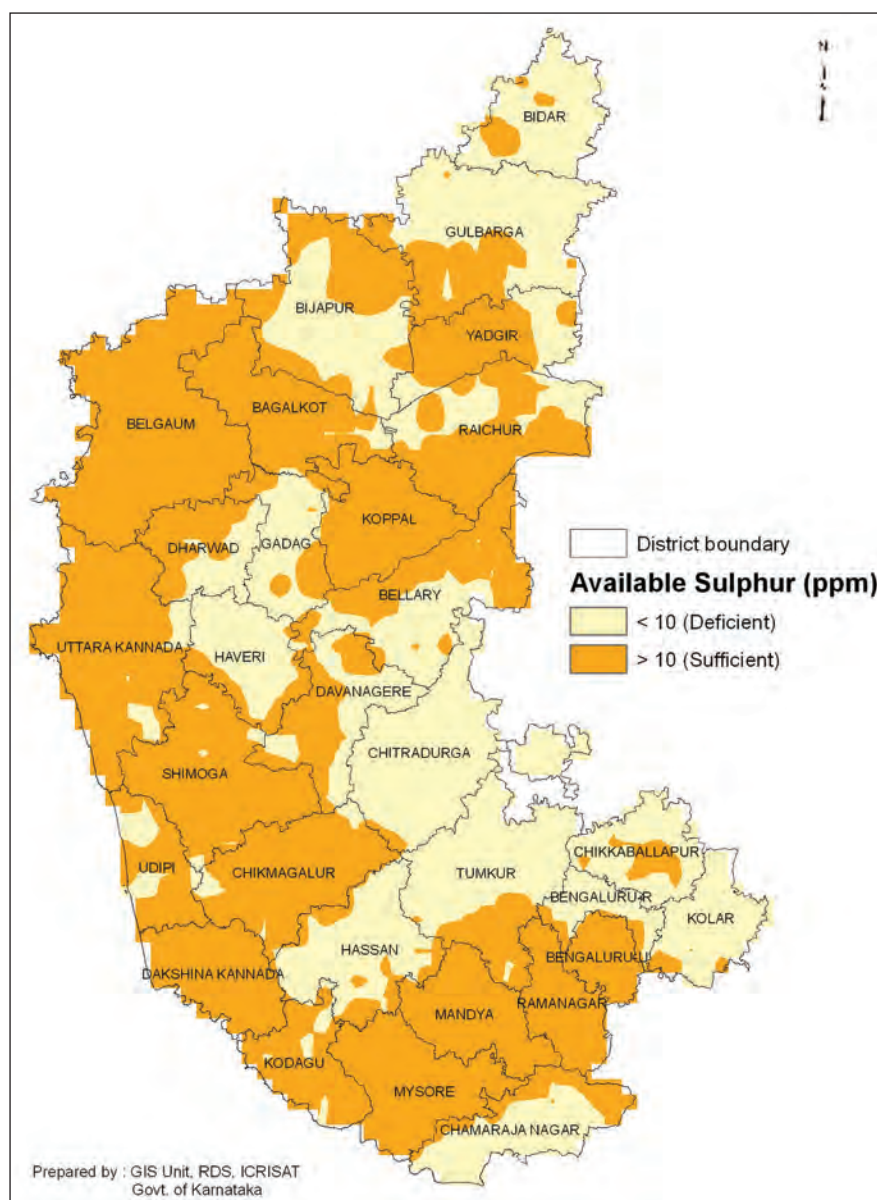 N
BIDAR
GULBARGA
BIJAPUR
YADGIR
BAGALKOT
BELGAUM
RAICHUR
KOPPAL
DHARWAD
GADAG
BELLARY
UTTARA KANNADA
HAVERI
DAVANAGERE
CHITRADURGA
SHIMOGA
CHIKKABALLAPUR
UDIPI
CHIKMAGALUR
TUMKUR
BENGALURU-R
KOLAR
HASSAN
BENGALURU-U
DAKSHINA KANNADA
RAMANAGAR
MANDYA
KODAGU
MYSORE
CHAMARAJA NAGAR
District boundary
Available Sulphur (ppm)
< 10 (Deficient)
> 10 (Sufficient)
Prepared by : GIS Unit, RDS, ICRISAT
Govt. of Karnataka